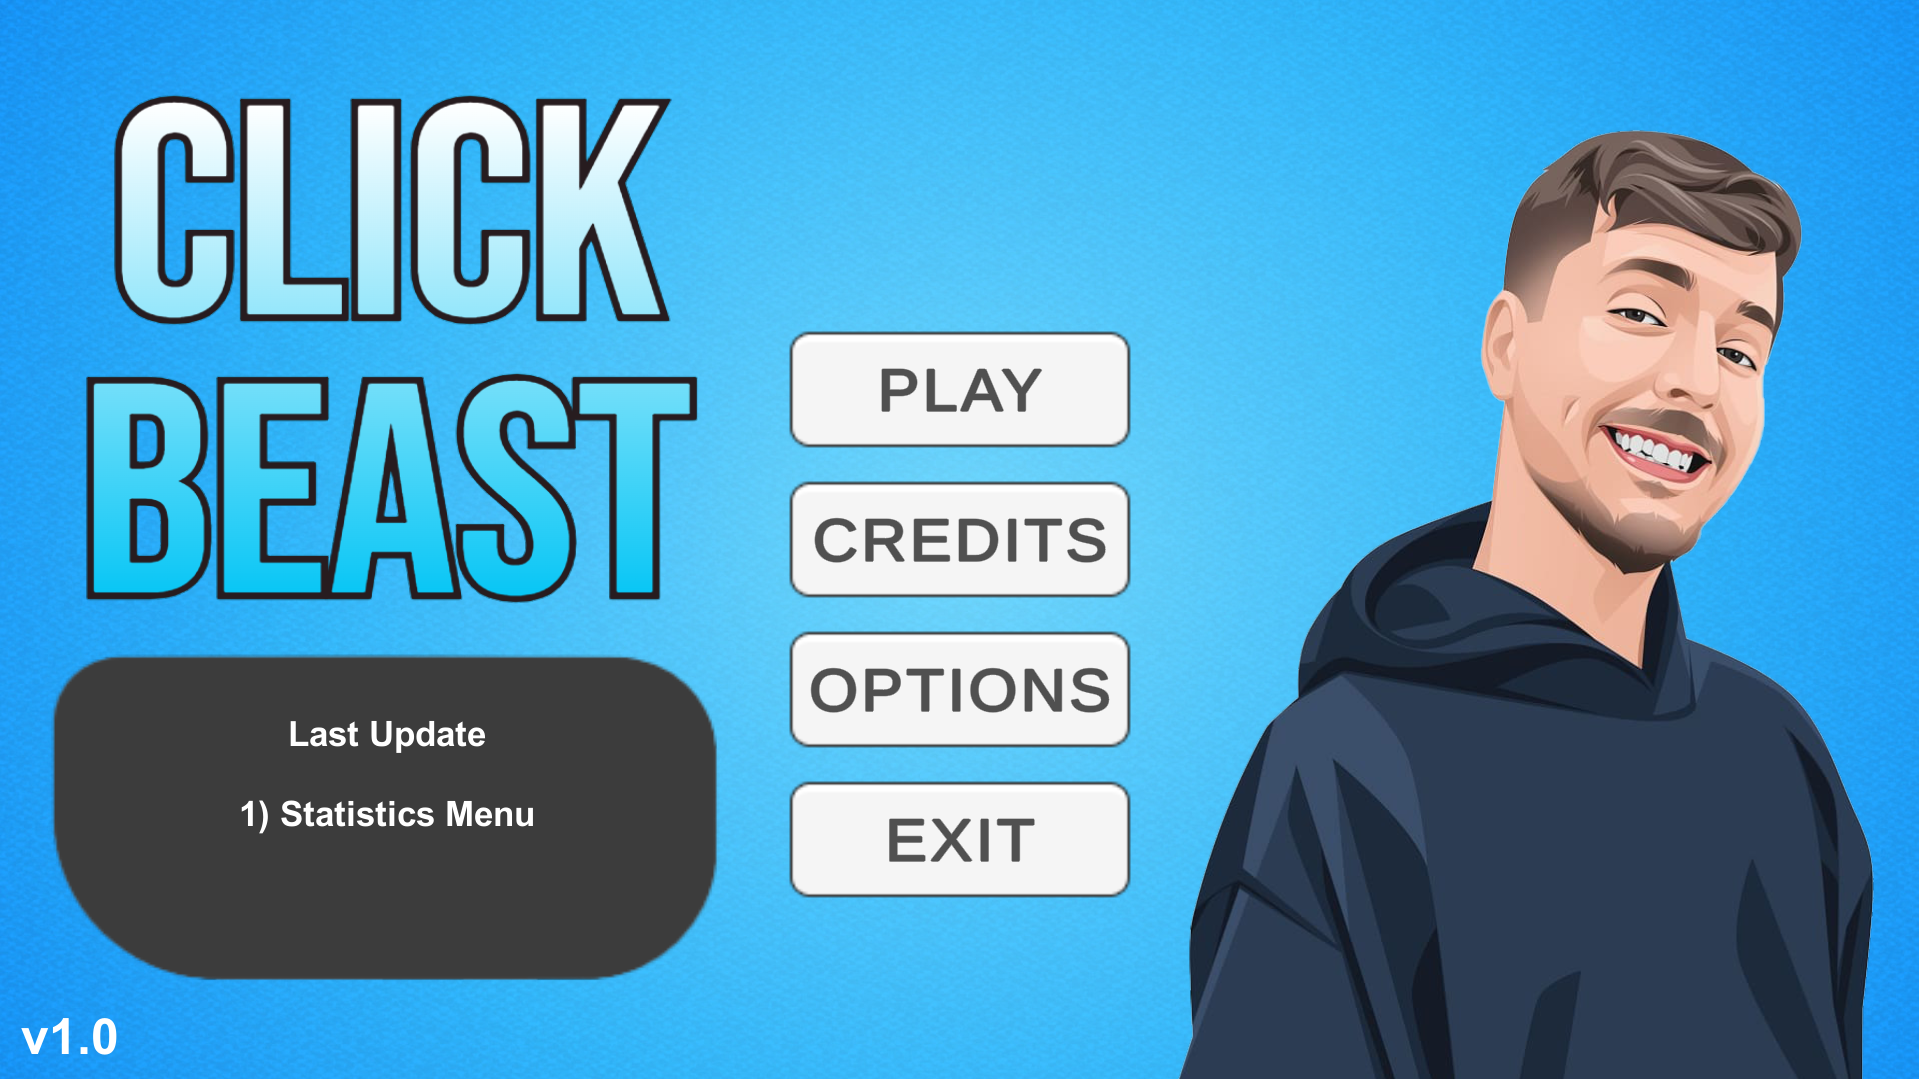 CLICK
BEAST
PLAY
CREDITS
OPTIONS
EXIT
Last Update
1) Statistics Menu
v1.0